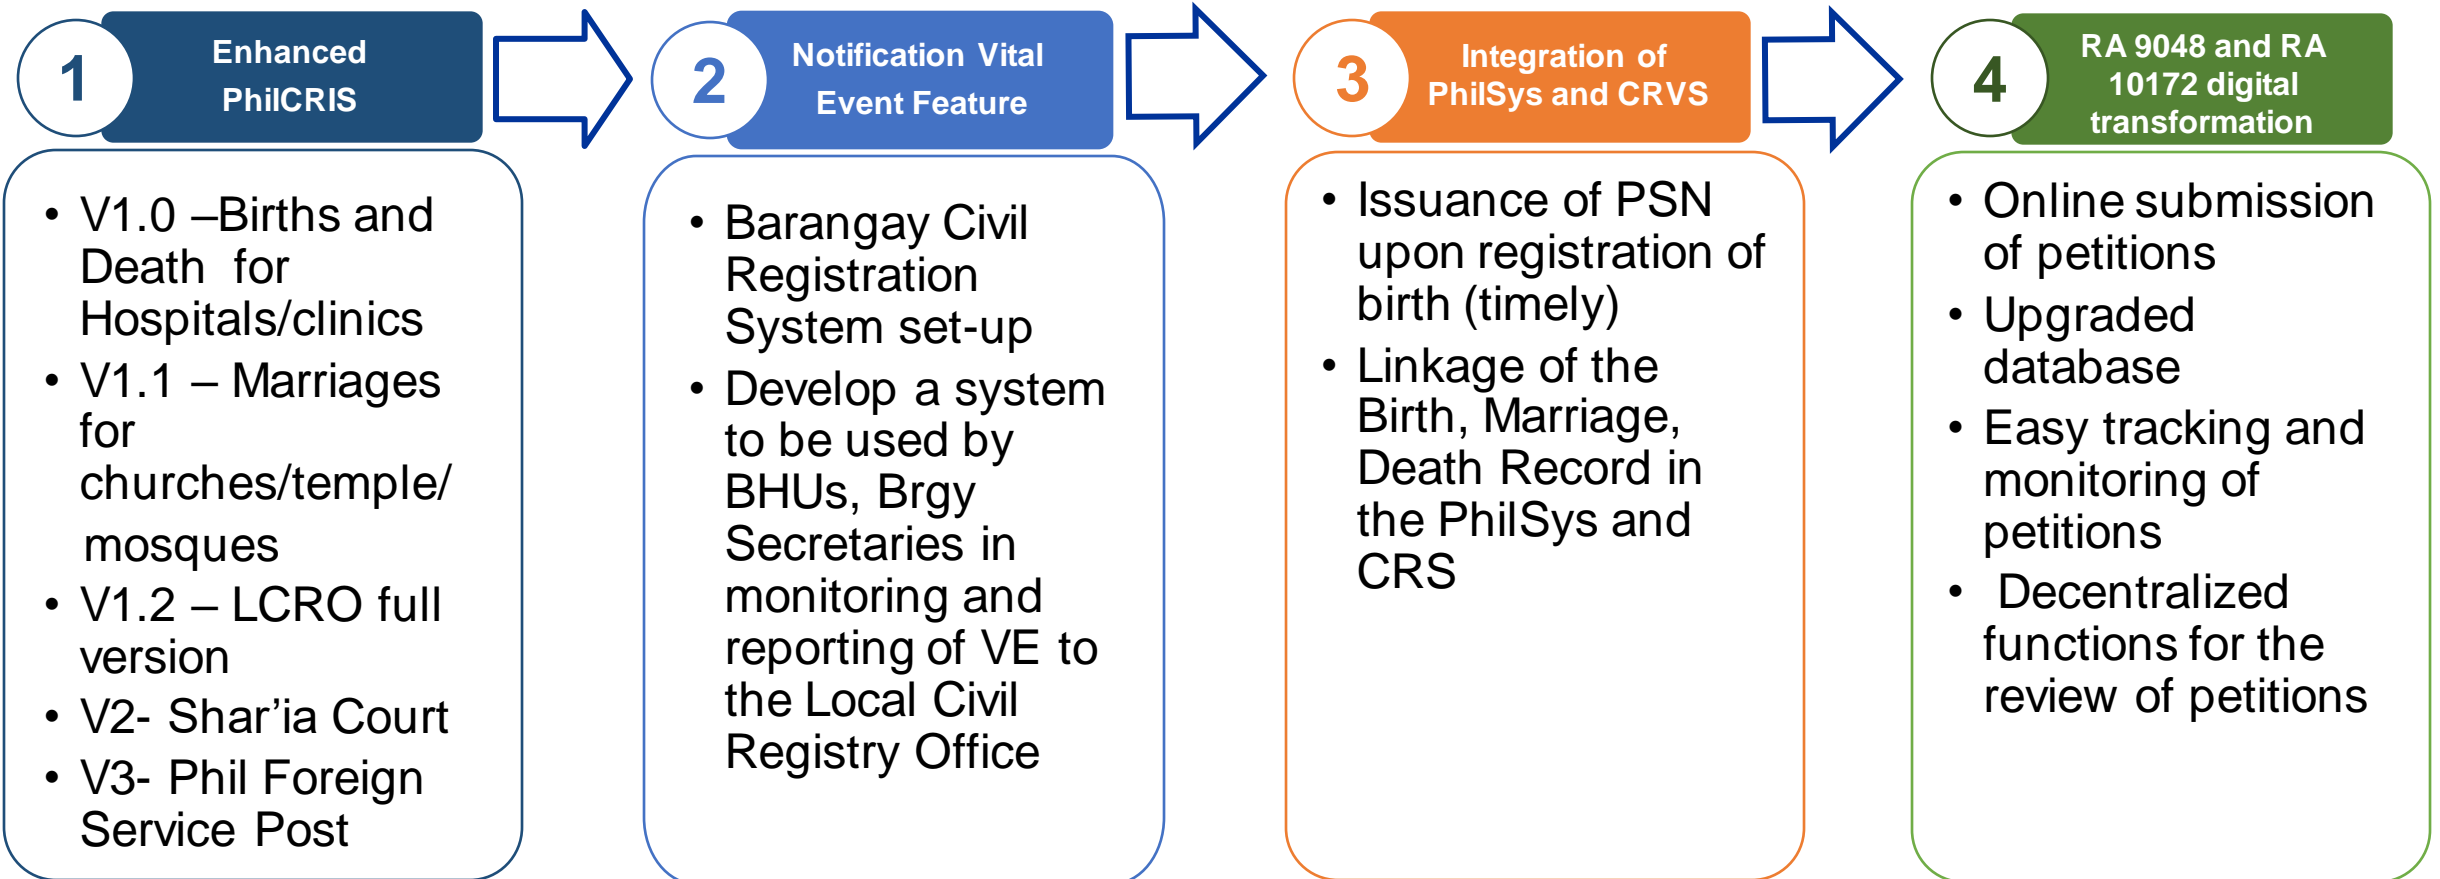 1
Enhanced
PhilCRIS
• V1.0 –Births and
Death for
Hospitals/clinics
• V1.1 – Marriages
for
churches/temple/
mosques
• V1.2 – LCRO full
version
• V2- Shar’ia Court
• V3- Phil Foreign
Service Post
2
Notification Vital
Event Feature
• Barangay Civil
Registration
System set-up
• Develop a system
to be used by
BHUs, Brgy
Secretaries in
monitoring and
reporting of VE to
the Local Civil
Registry Office
3
Integration of
PhilSys and CRVS
• Issuance of PSN
upon registration of
birth (timely)
• Linkage of the
Birth, Marriage,
Death Record in
the PhilSys and
CRS
4
RA 9048 and RA
10172 digital
transformation
• Online submission
of petitions
• Upgraded
database
• Easy tracking and
monitoring of
petitions
• Decentralized
functions for the
review of petitions